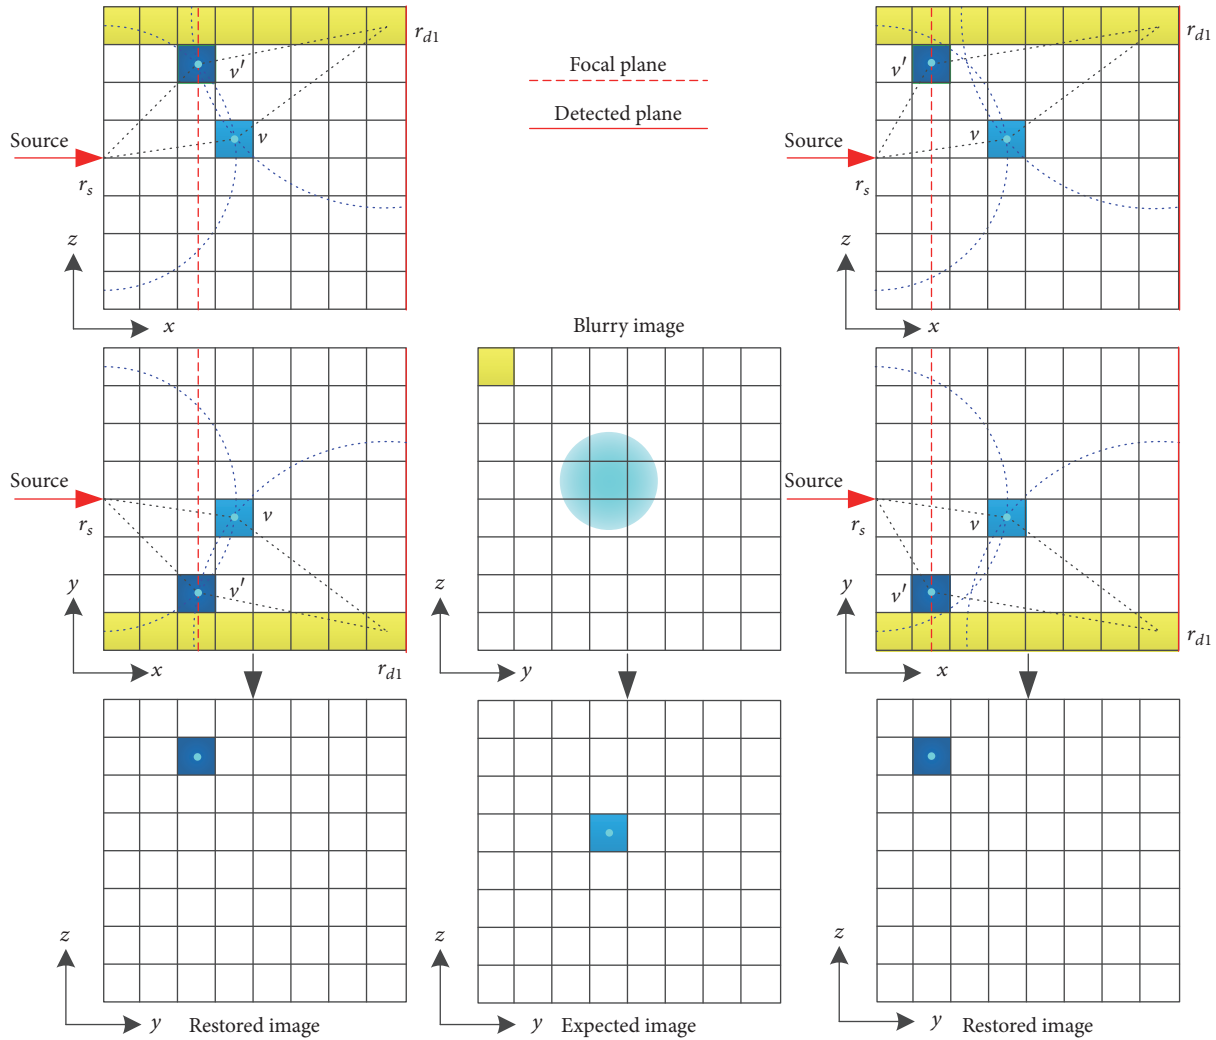 r_{d1}
r_{d1}
Focal plane
v′
v′
Detected plane
Source
v
Source
v
r_s
r_s
z
z
x
x
Blurry image
Source
Source
v
v
r_s
r_s
y
v′
z
v′
y
x
r_{d1}
y
x
r_{d1}
z
z
z
y
Restored image
y
Expected image
y
Restored image